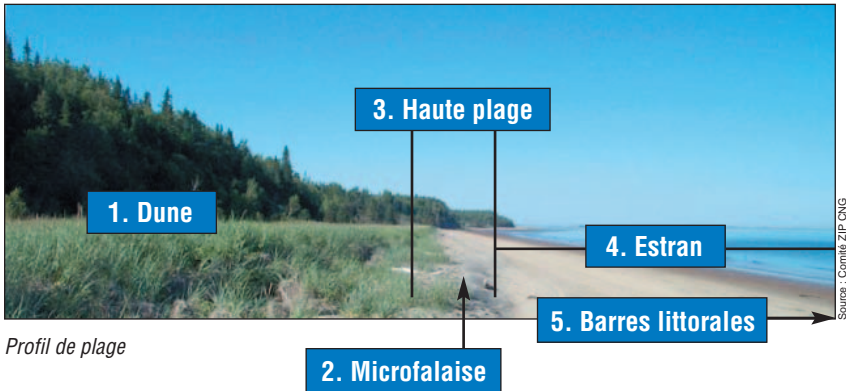 3. Haute plage
1. Dune
4. Estran
5. Barres littorales
2. Microfalaise
Profil de plage
Source : Comité ZIP CNG